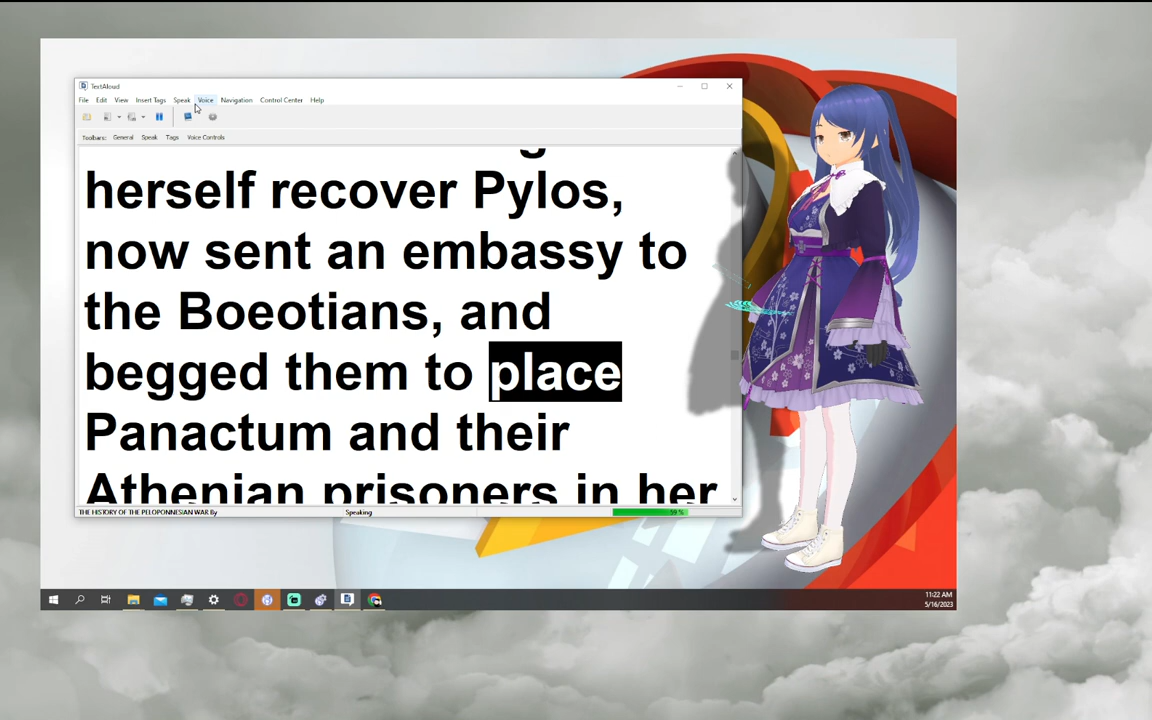 TextAloud
File Edit View Insert Tags Speak Voice Navigation Control Center Help
Toolbars: General Speak Tags Voice Controls
herself recover Pylos,
now sent an embassy to
the Boeotians, and
begged them to place
Panactum and their
Athenian prisoners in her
THE HISTORY OF THE PELOPONNESIAN WAR By Speaking 59 %
11:22 AM
5/16/2023